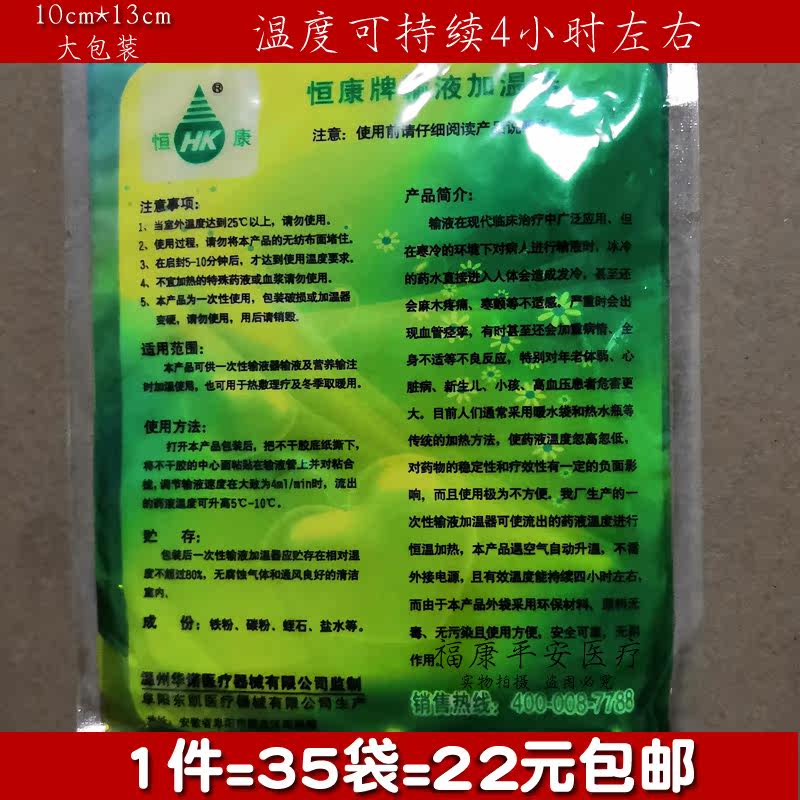 10cm*13cm
大包装
温度可持续4小时左右
®
恒 HK 康
恒康牌输液加温
注意：使用前请仔细阅读产品说
注意事项：
1、当室外温度达到25℃以上，请勿使用。
2、使用过程，请勿将本产品的无纺布面堵住。
3、在启封5-10分钟后，才达到使用温度要求。
4、不宜加热的特殊药液或血浆请勿使用。
5、本产品为一次性使用，包装破损或加温器
变硬，请勿使用，用后请销毁。
适用范围：
本产品可供一次性输液器输液及营养输注
时加温使用，也可用于热敷理疗及冬季取暖用。
使用方法：
打开本产品包装后，把不干胶底纸撕下，
将不干胶的中心面粘贴在输液管上并对粘合
线，调节输液速度在大致为4ml/min时，流出
的药液温度可升高5℃-10℃。
贮 存：
包装后一次性输液加温器应贮存在相对温
度不超过80%，无腐蚀气体和通风良好的清洁
室内。
成 份：铁粉、碳粉、蛭石、盐水等。
温州华诺医疗器械有限公司监制
阜阳东凯医疗器械有限公司生产
产品简介：
输液在现代临床治疗中广泛应用，但
在寒冷的环境下对病人进行输液时，冰冷
的药水直接进入人体会造成发冷，甚至还
会麻木疼痛、寒颤等不适感，严重时会出
现血管痉挛，有时甚至还会加重病情、全
身不适等不良反应，特别对年老体弱、心
脏病、新生儿、小孩、高血压患者危害更
大。目前人们通常采用暖水袋和热水瓶等
传统的加热方法，使药液温度忽高忽低，
对药物的稳定性和疗效性有一定的负面影
响，而且使用极为不方便。我厂生产的一
次性输液加温器可使流出的药液温度进行
恒温加热，本产品遇空气自动升温，不需
外接电源，且有效温度能持续四小时左右，
而由于本产品外袋采用环保材料、原料无
毒、无污染且使用方便，安全可靠，无副
作用。
福康平安医疗
实物拍摄 盗图必究
销售热线：400-008-7788
1件=35袋=22元包邮